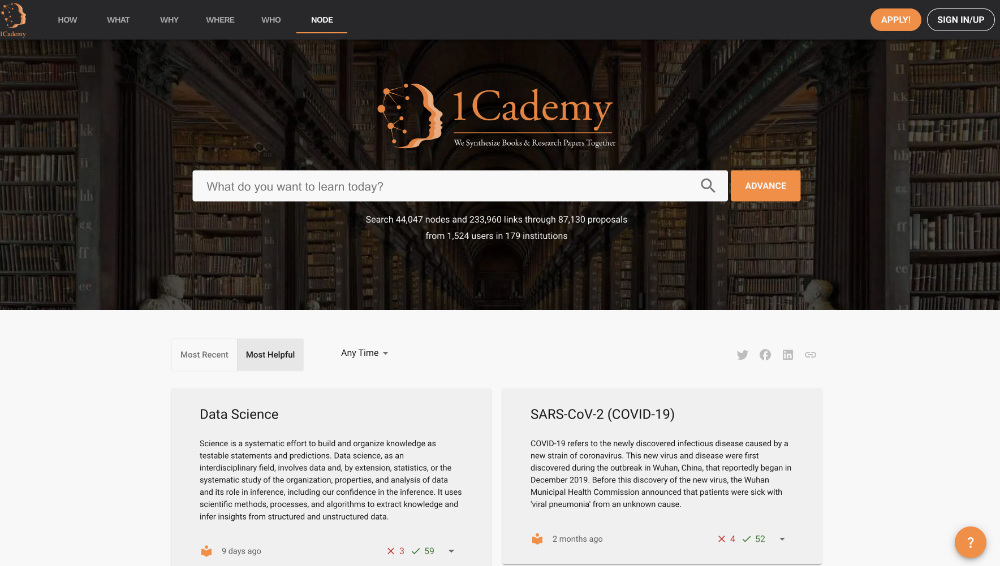 1Cademy
HOW
WHAT
WHY
WHERE
WHO
NODE
APPLY!
SIGN IN/UP
1Cademy
We Synthesize Books & Research Papers Together
What do you want to learn today?
ADVANCE
Search 44,047 nodes and 233,960 links through 87,130 proposals
from 1,524 users in 179 institutions
Most Recent
Most Helpful
Any Time
Data Science
Science is a systematic effort to build and organize knowledge as
testable statements and predictions. Data science, as an
interdisciplinary field, involves data and, by extension, statistics, or the
systematic study of the organization, properties, and analysis of data
and its role in inference, including our confidence in the inference. It uses
scientific methods, processes, and algorithms to extract knowledge and
infer insights from structured and unstructured data.
9 days ago
3
59
SARS-CoV-2 (COVID-19)
COVID-19 refers to the newly discovered infectious disease caused by a
new strain of coronavirus. This new virus and disease were first
discovered during the outbreak in Wuhan, China, that reportedly began in
December 2019. Before this discovery of the new virus, the Wuhan
Municipal Health Commission announced that patients were sick with
'viral pneumonia' from an unknown cause.
2 months ago
4
52
?